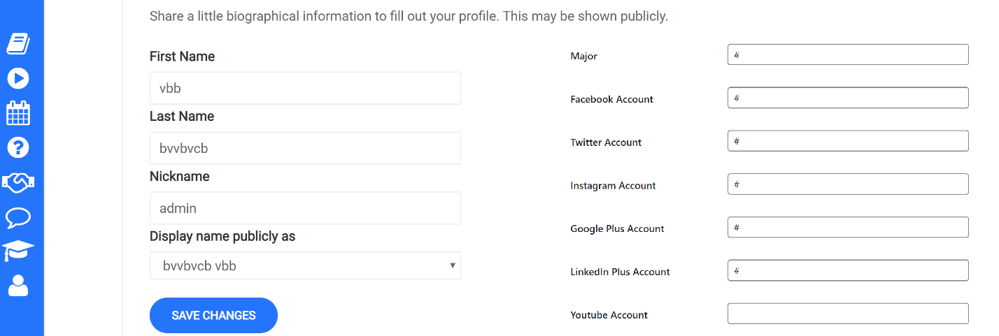 Share a little biographical information to fill out your profile. This may be shown publicly.
First Name
vbb
Last Name
bvvbvcb
Nickname
admin
Display name publicly as
bvvbvcb vbb
SAVE CHANGES
Major
#
Facebook Account
#
Twitter Account
#
Instagram Account
#
Google Plus Account
#
LinkedIn Plus Account
#
Youtube Account